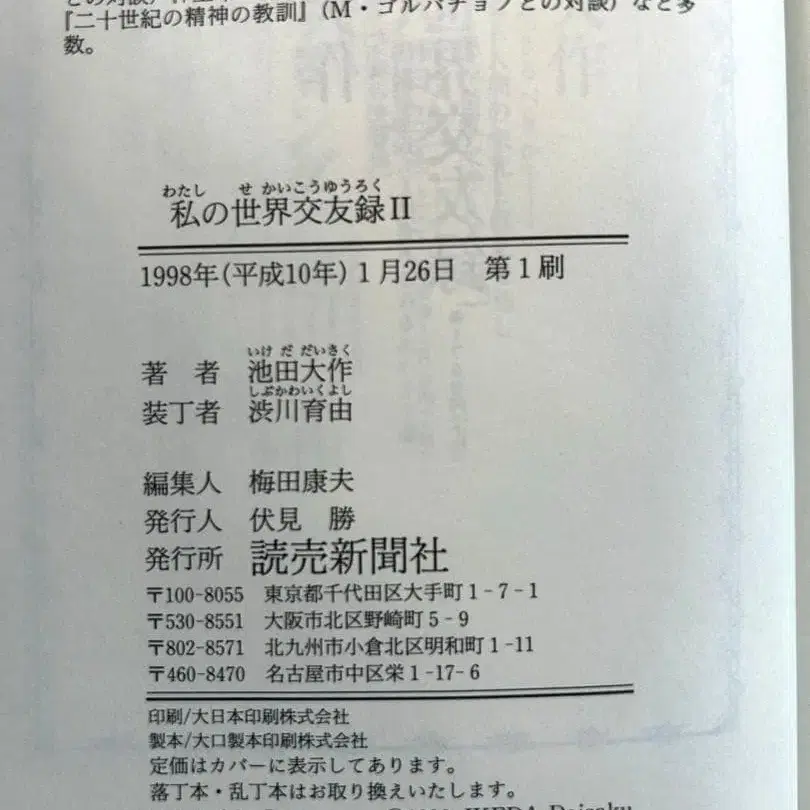 『二十世紀の精神の教訓』（M・ゴルバチョフとの対談）など多
数。
わたし せ かいこうゆうろく
私の世界交友録II
1998年(平成10年) 1月26日 第1刷
いけ だ だいさく
著 者 池田大作
しぶかわいくよし
装丁者 渋川育由
編集人 梅田康夫
発行人 伏見 勝
発行所 読売新聞社
〒100-8055 東京都千代田区大手町1-7-1
〒530-8551 大阪市北区野崎町5-9
〒802-8571 北九州市小倉北区明和町1-11
〒460-8470 名古屋市中区栄1-17-6
印刷/大日本印刷株式会社
製本/大口製本印刷株式会社
定価はカバーに表示してあります。
落丁本・乱丁本はお取り換えいたします。
IKEDA Daisaku